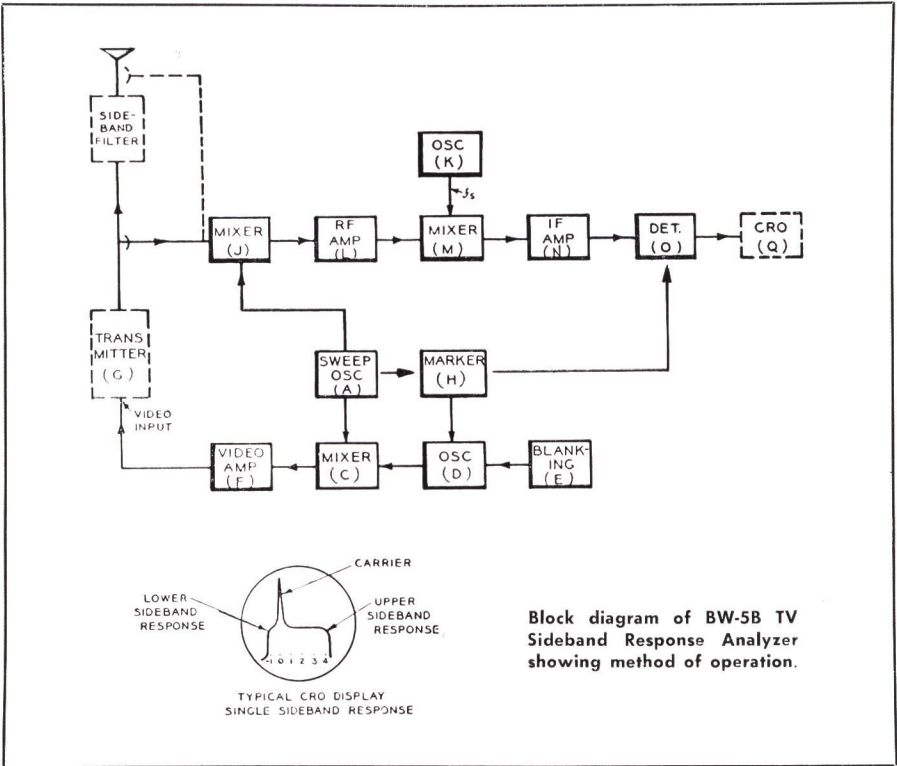 SIDE-
BAND
FILTER
OSC
(K)
fs
MIXER
(J)
RF
AMP
(L)
MIXER
(M)
IF
AMP
(N)
DET.
(O)
CRO
(Q)
TRANS
MITTER
(G)
VIDEO
INPUT
SWEEP
OSC
(A)
MARKER
(H)
VIDEO
AMP
(F)
MIXER
(C)
OSC
(D)
BLANK-
ING
(E)
CARRIER
LOWER
SIDEBAND
RESPONSE
UPPER
SIDEBAND
RESPONSE
-1 0 1 2 3 4
TYPICAL CRO DISPLAY
SINGLE SIDEBAND RESPONSE
Block diagram of BW-5B TV
Sideband Response Analyzer
showing method of operation.